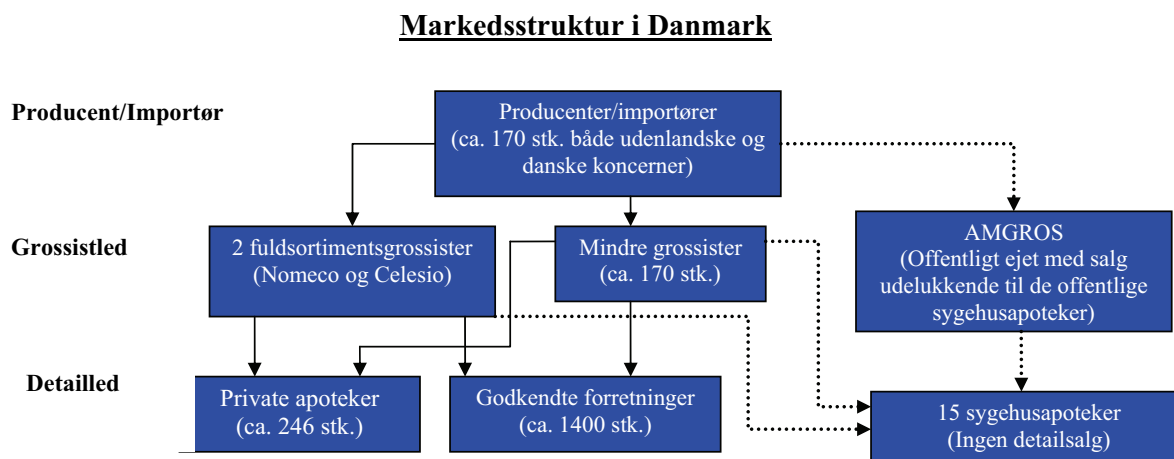 Markedsstruktur i Danmark
Producent/Importør
Producenter/importører
(ca. 170 stk. både udenlandske og
danske koncerner)
Grossistled
2 fuldsortimentsgrossister
(Nomeco og Celesio)
Mindre grossister
(ca. 170 stk.)
AMGROS
(Offentligt ejet med salg
udelukkende til de offentlige
sygehusapoteker)
Detailled
Private apoteker
(ca. 246 stk.)
Godkendte forretninger
(ca. 1400 stk.)
15 sygehusapoteker
(Ingen detailsalg)